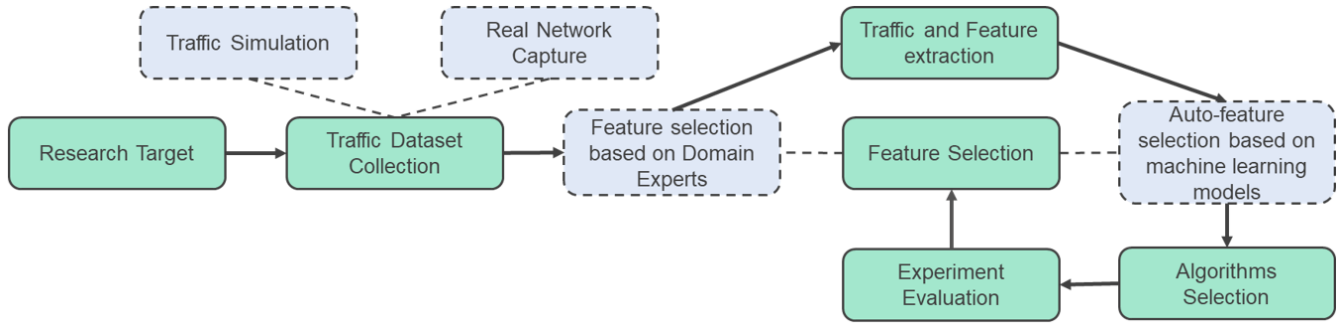 Traffic Simulation
Real Network
Capture
Traffic and Feature
extraction
Research Target
Traffic Dataset
Collection
Feature selection
based on Domain
Experts
Feature Selection
Auto-feature
selection based on
machine learning
models
Experiment
Evaluation
Algorithms
Selection